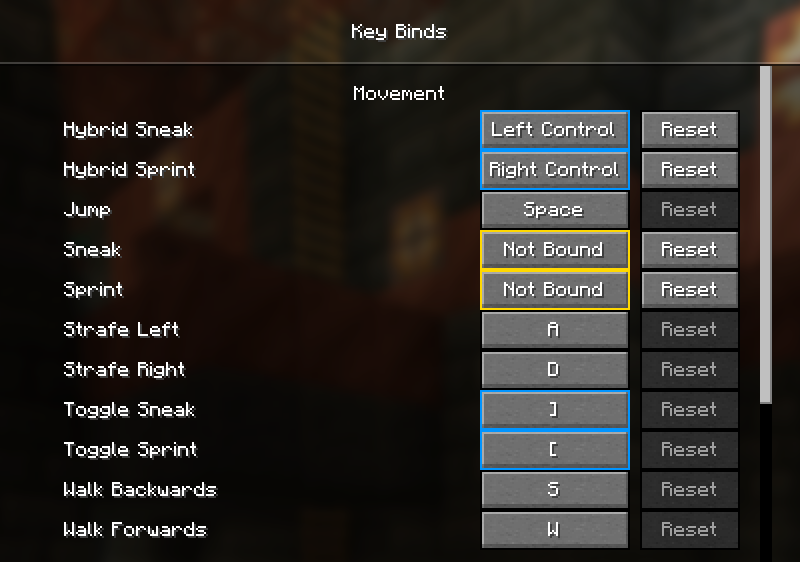 Key Binds
Movement
Hybrid Sneak Left Control Reset
Hybrid Sprint Right Control Reset
Jump Space Reset
Sneak Not Bound Reset
Sprint Not Bound Reset
Strafe Left A Reset
Strafe Right D Reset
Toggle Sneak ] Reset
Toggle Sprint [ Reset
Walk Backwards S Reset
Walk Forwards W Reset